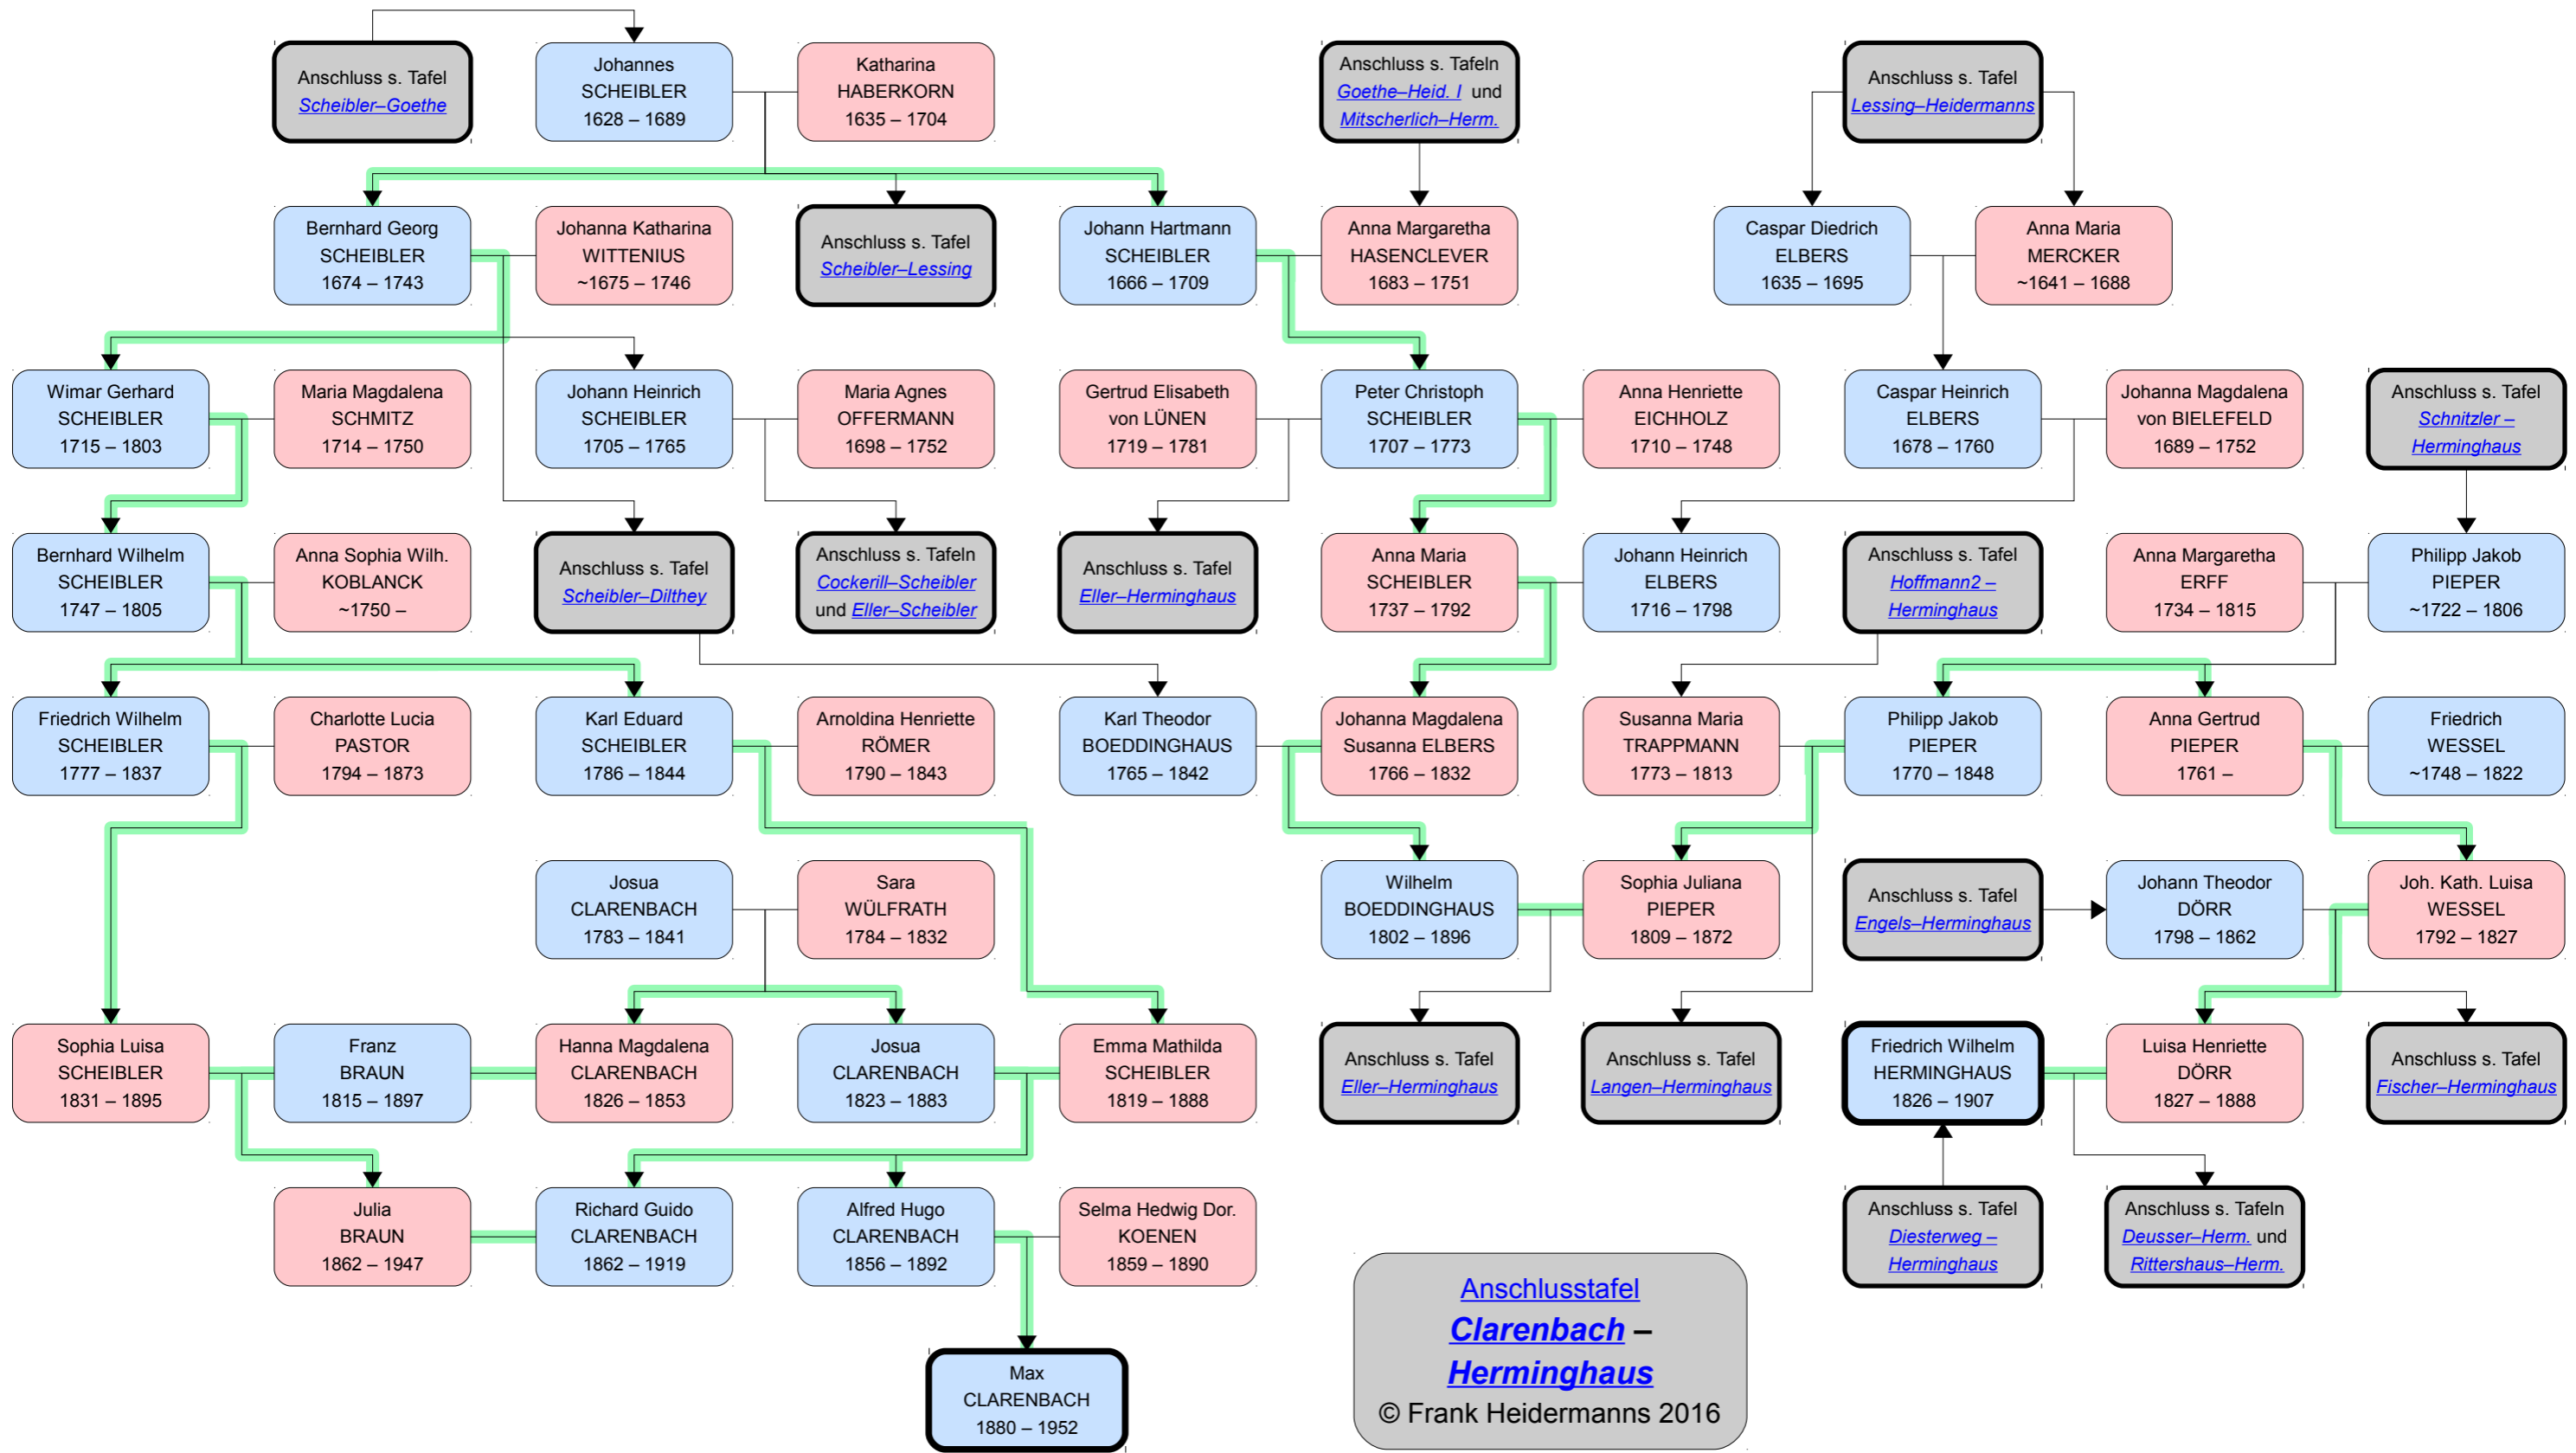 Anschluss s. Tafel
Scheibler–Goethe
Johannes
SCHEIBLER
1628 – 1689
Katharina
HABERKORN
1635 – 1704
Anschluss s. Tafeln
Goethe–Heid. I und
Mitscherlich–Herm.
Anschluss s. Tafel
Lessing–Heidermanns
Bernhard Georg
SCHEIBLER
1674 – 1743
Johanna Katharina
WITTENIUS
~1675 – 1746
Anschluss s. Tafel
Scheibler–Lessing
Johann Hartmann
SCHEIBLER
1666 – 1709
Anna Margaretha
HASENCLEVER
1683 – 1751
Caspar Diedrich
ELBERS
1635 – 1695
Anna Maria
MERCKER
~1641 – 1688
Wimar Gerhard
SCHEIBLER
1715 – 1803
Maria Magdalena
SCHMITZ
1714 – 1750
Johann Heinrich
SCHEIBLER
1705 – 1765
Maria Agnes
OFFERMANN
1698 – 1752
Gertrud Elisabeth
von LÜNEN
1719 – 1781
Peter Christoph
SCHEIBLER
1707 – 1773
Anna Henriette
EICHHOLZ
1710 – 1748
Caspar Heinrich
ELBERS
1678 – 1760
Johanna Magdalena
von BIELEFELD
1689 – 1752
Anschluss s. Tafel
Schnitzler –
Herminghaus
Bernhard Wilhelm
SCHEIBLER
1747 – 1805
Anna Sophia Wilh.
KOBLANCK
~1750 –
Anschluss s. Tafel
Scheibler–Dilthey
Anschluss s. Tafeln
Cockerill–Scheibler
und Eller–Scheibler
Anschluss s. Tafel
Eller–Herminghaus
Anna Maria
SCHEIBLER
1737 – 1792
Johann Heinrich
ELBERS
1716 – 1798
Anschluss s. Tafel
Hoffmann2 –
Herminghaus
Anna Margaretha
ERFF
1734 – 1815
Philipp Jakob
PIEPER
~1722 – 1806
Friedrich Wilhelm
SCHEIBLER
1777 – 1837
Charlotte Lucia
PASTOR
1794 – 1873
Karl Eduard
SCHEIBLER
1786 – 1844
Arnoldina Henriette
RÖMER
1790 – 1843
Karl Theodor
BOEDDINGHAUS
1765 – 1842
Johanna Magdalena
Susanna ELBERS
1766 – 1832
Susanna Maria
TRAPPMANN
1773 – 1813
Philipp Jakob
PIEPER
1770 – 1848
Anna Gertrud
PIEPER
1761 –
Friedrich
WESSEL
~1748 – 1822
Josua
CLARENBACH
1783 – 1841
Sara
WÜLFRATH
1784 – 1832
Wilhelm
BOEDDINGHAUS
1802 – 1896
Sophia Juliana
PIEPER
1809 – 1872
Anschluss s. Tafel
Engels–Herminghaus
Johann Theodor
DÖRR
1798 – 1862
Joh. Kath. Luisa
WESSEL
1792 – 1827
Sophia Luisa
SCHEIBLER
1831 – 1895
Franz
BRAUN
1815 – 1897
Hanna Magdalena
CLARENBACH
1826 – 1853
Josua
CLARENBACH
1823 – 1883
Emma Mathilda
SCHEIBLER
1819 – 1888
Anschluss s. Tafel
Eller–Herminghaus
Anschluss s. Tafel
Langen–Herminghaus
Friedrich Wilhelm
HERMINGHAUS
1826 – 1907
Luisa Henriette
DÖRR
1827 – 1888
Anschluss s. Tafel
Fischer–Herminghaus
Julia
BRAUN
1862 – 1947
Richard Guido
CLARENBACH
1862 – 1919
Alfred Hugo
CLARENBACH
1856 – 1892
Selma Hedwig Dor.
KOENEN
1859 – 1890
Anschluss s. Tafel
Diesterweg –
Herminghaus
Anschluss s. Tafeln
Deusser–Herm. und
Rittershaus–Herm.
Max
CLARENBACH
1880 – 1952
Anschlusstafel
Clarenbach –
Herminghaus
© Frank Heidermanns 2016